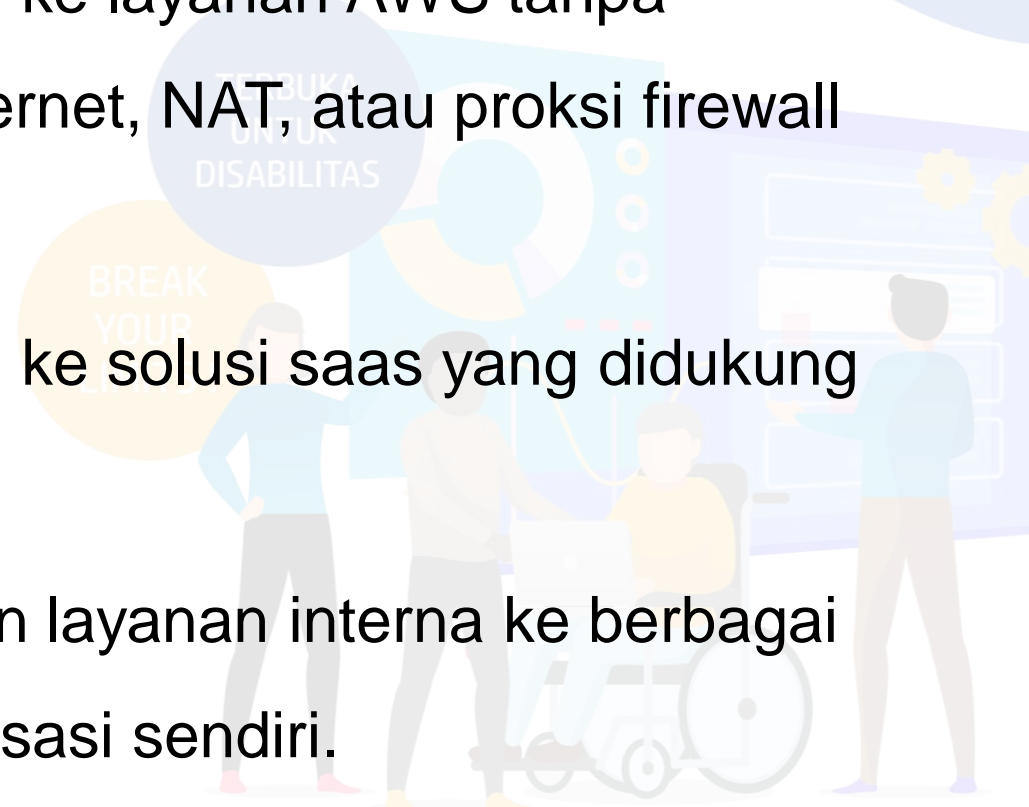 ke layanan AWS tanpa
TERBUKA
ernet, NAT, atau proksi firewall
UNTUK
DISABILITAS
BREAK
YOUR
ke solusi saas yang didukung
n layanan interna ke berbagai
sasi sendiri.